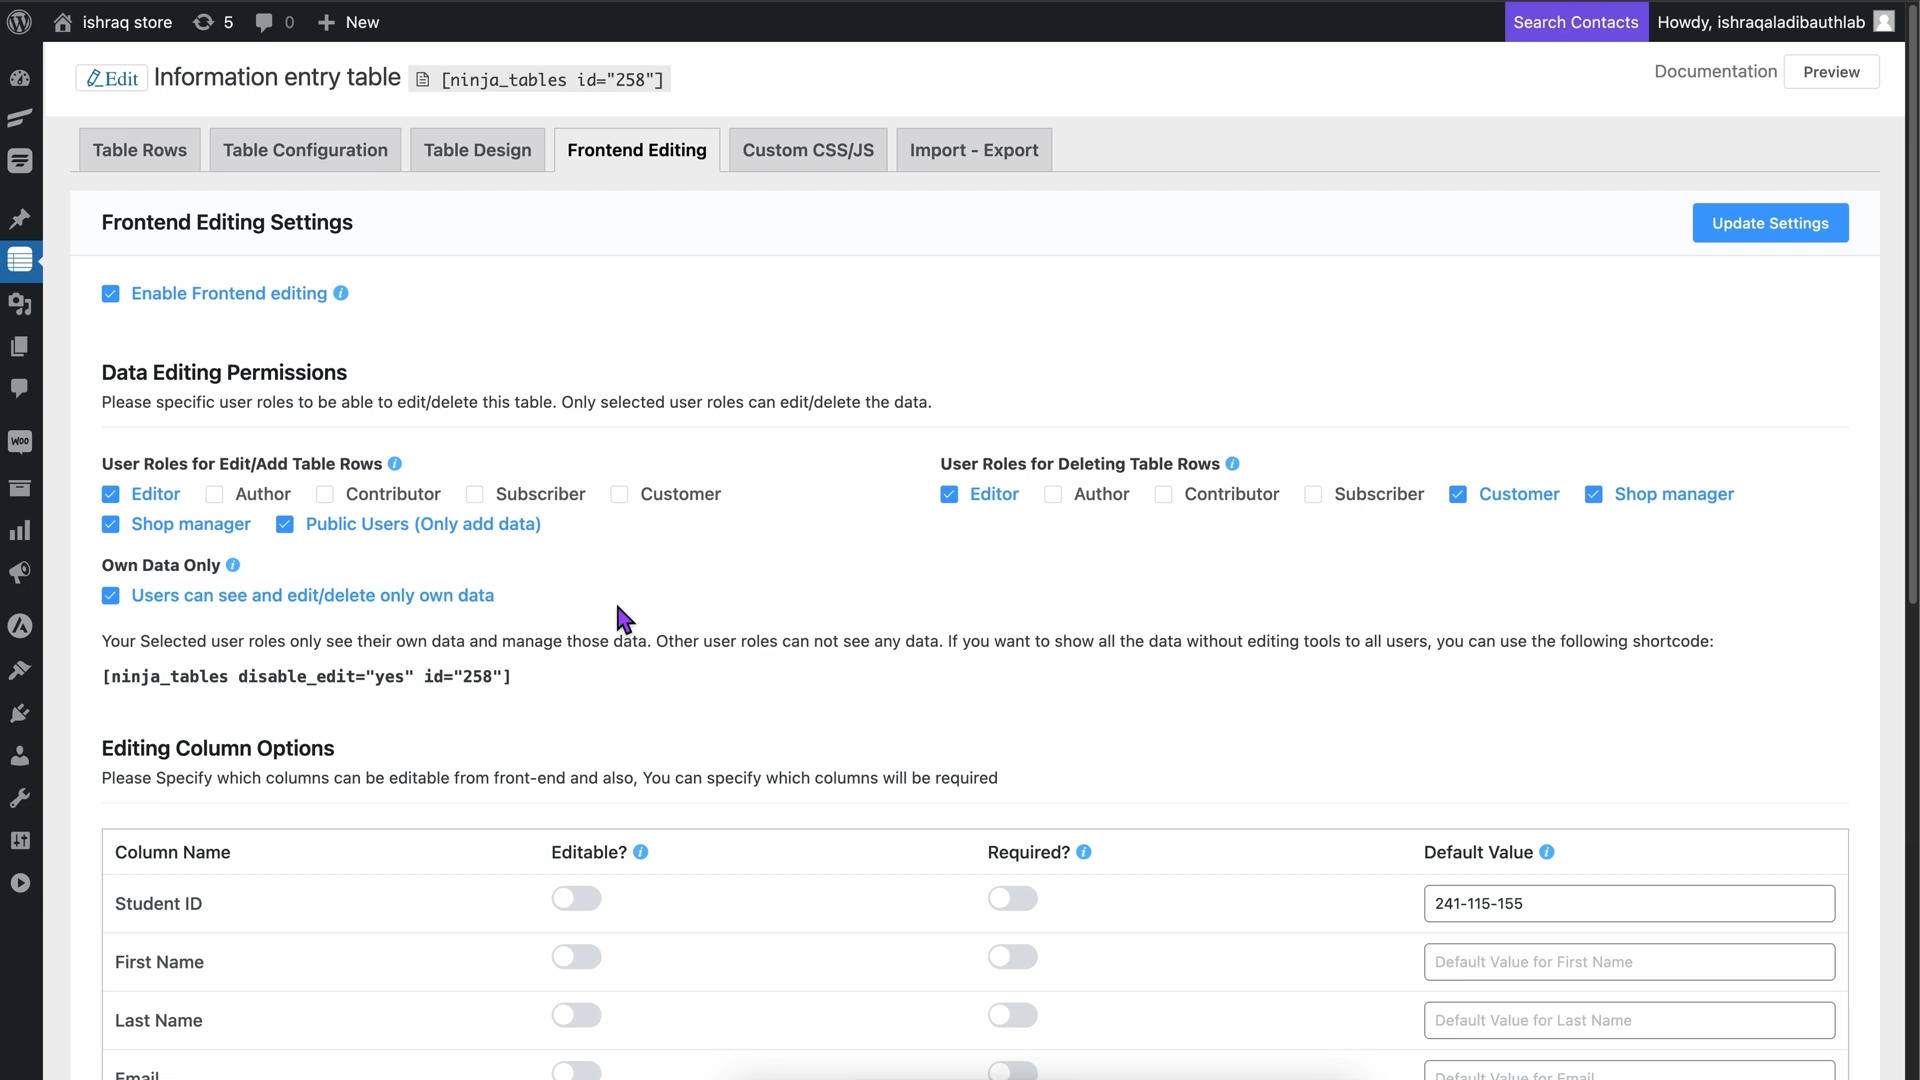 ishraq store 5 0 New Search Contacts Howdy, ishraqaladibauthlab
Edit Information entry table [ninja_tables id="258"] Documentation Preview
Table Rows Table Configuration Table Design Frontend Editing Custom CSS/JS Import - Export
Frontend Editing Settings Update Settings
Enable Frontend editing
Data Editing Permissions
Please specific user roles to be able to edit/delete this table. Only selected user roles can edit/delete the data.
User Roles for Edit/Add Table Rows User Roles for Deleting Table Rows
Editor Author Contributor Subscriber Customer Editor Author Contributor Subscriber Customer Shop manager
Shop manager Public Users (Only add data)
Own Data Only
Users can see and edit/delete only own data
Your Selected user roles only see their own data and manage those data. Other user roles can not see any data. If you want to show all the data without editing tools to all users, you can use the following shortcode:
[ninja_tables disable_edit="yes" id="258"]
Editing Column Options
Please Specify which columns can be editable from front-end and also, You can specify which columns will be required
Column Name Editable? Required? Default Value
Student ID 241-115-155
First Name Default Value for First Name
Last Name Default Value for Last Name
Email Default Value for Email
WOO